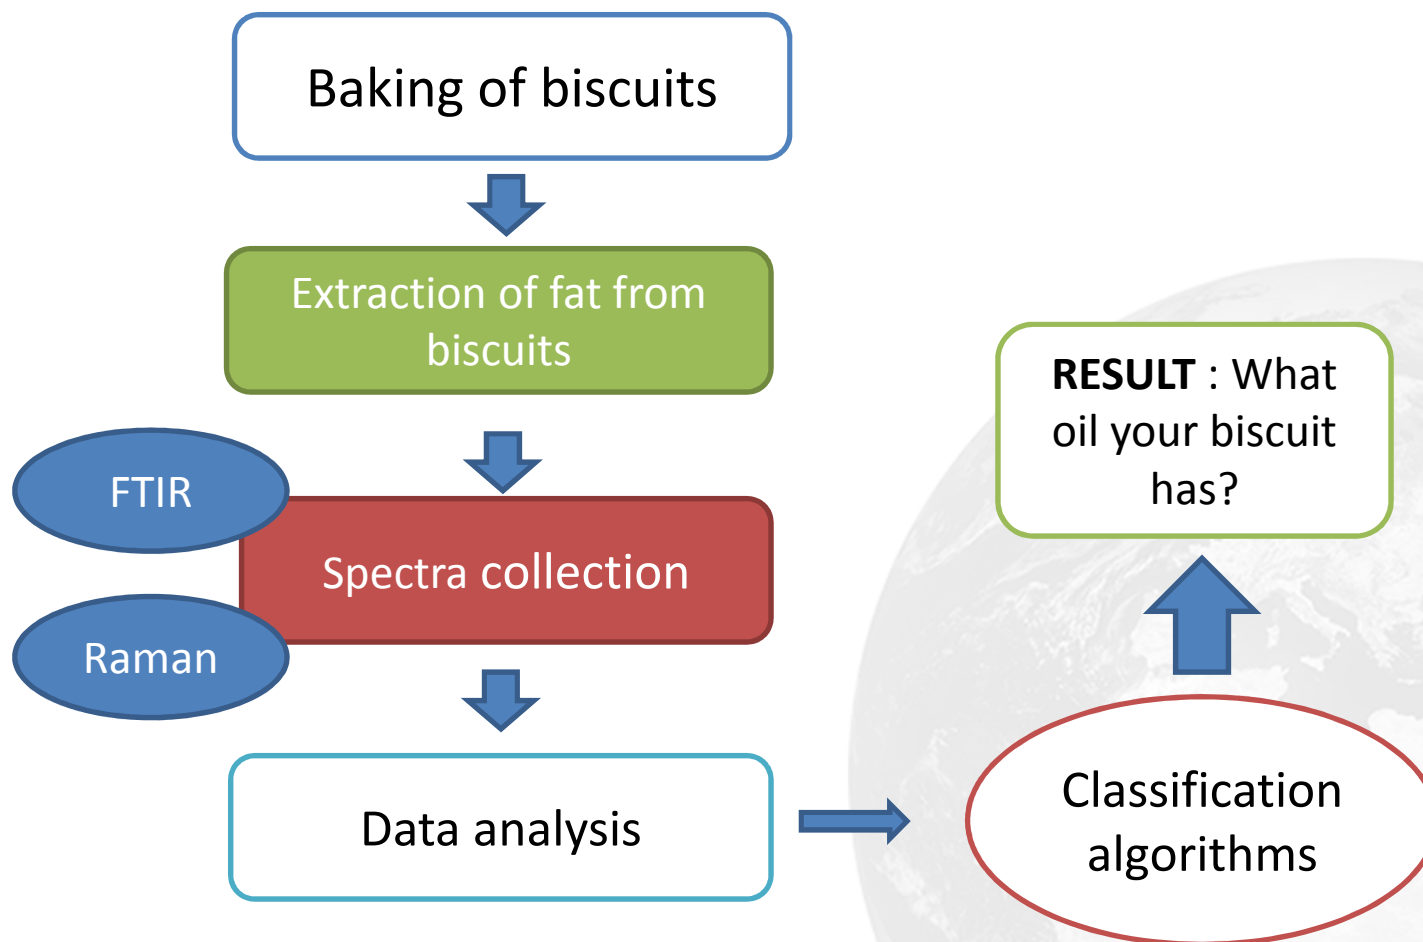 Baking of biscuits
Extraction of fat from
biscuits
FTIR
Spectra collection
Raman
Data analysis
Classification
algorithms
RESULT : What
oil your biscuit
has?